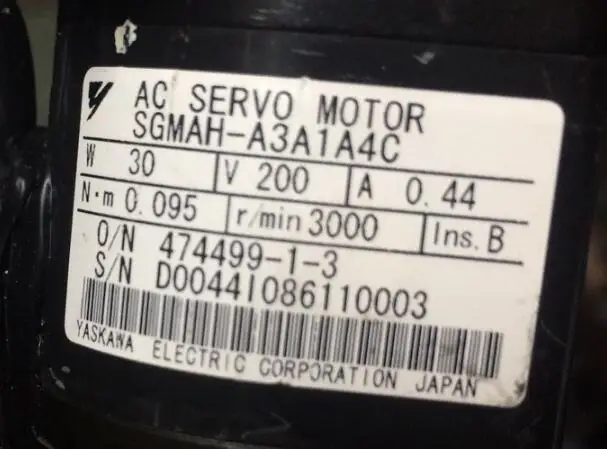 AC SERVO MOTOR
SGMAH-A3A1A4C
W 30 V 200 A 0.44
N·m 0.095 r/min 3000 Ins. B
O/N 474499-1-3
S/N D0044I086110003
YASKAWA ELECTRIC CORPORATION JAPAN